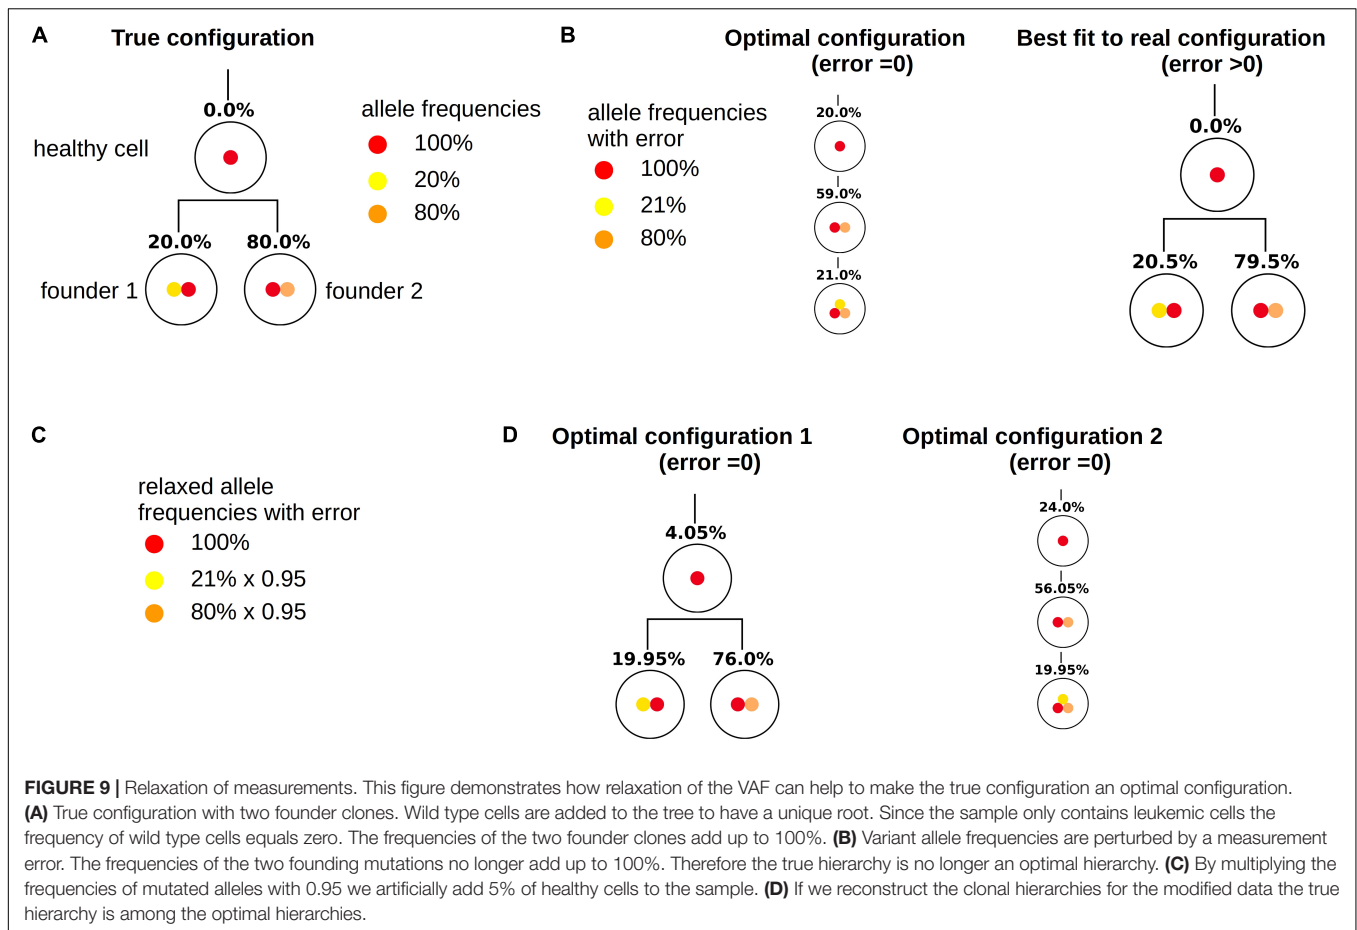 A
True configuration
0.0%
healthy cell
20.0%
80.0%
founder 1
founder 2
allele frequencies
100%
20%
80%
B
allele frequencies
with error
100%
21%
80%
Optimal configuration
(error =0)
20.0%
59.0%
21.0%
Best fit to real configuration
(error >0)
0.0%
20.5%
79.5%
C
relaxed allele
frequencies with error
100%
21% x 0.95
80% x 0.95
D
Optimal configuration 1
(error =0)
4.05%
19.95%
76.0%
Optimal configuration 2
(error =0)
24.0%
56.05%
19.95%
FIGURE 9 | Relaxation of measurements. This figure demonstrates how relaxation of the VAF can help to make the true configuration an optimal configuration.
(A) True configuration with two founder clones. Wild type cells are added to the tree to have a unique root. Since the sample only contains leukemic cells the
frequency of wild type cells equals zero. The frequencies of the two founder clones add up to 100%. (B) Variant allele frequencies are perturbed by a measurement
error. The frequencies of the two founding mutations no longer add up to 100%. Therefore the true hierarchy is no longer an optimal hierarchy. (C) By multiplying the
frequencies of mutated alleles with 0.95 we artificially add 5% of healthy cells to the sample. (D) If we reconstruct the clonal hierarchies for the modified data the true
hierarchy is among the optimal hierarchies.